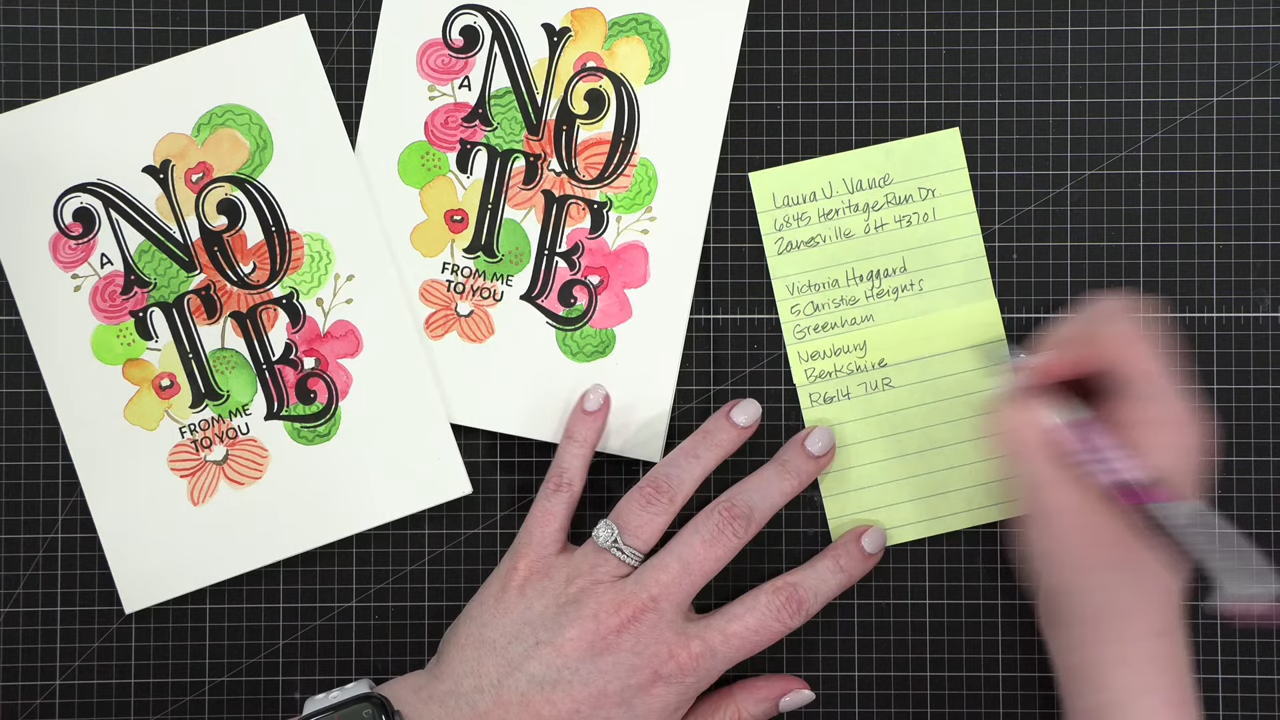 A
NOTE
FROM ME
TO YOU
A
NOTE
FROM ME
TO YOU
Laura V. Vance
6845 Heritage Run Dr.
Zanesville OH 43701
Victoria Hoggard
5 Christie Heights
Greenham
Newbury
Berkshire
RG14 7UR